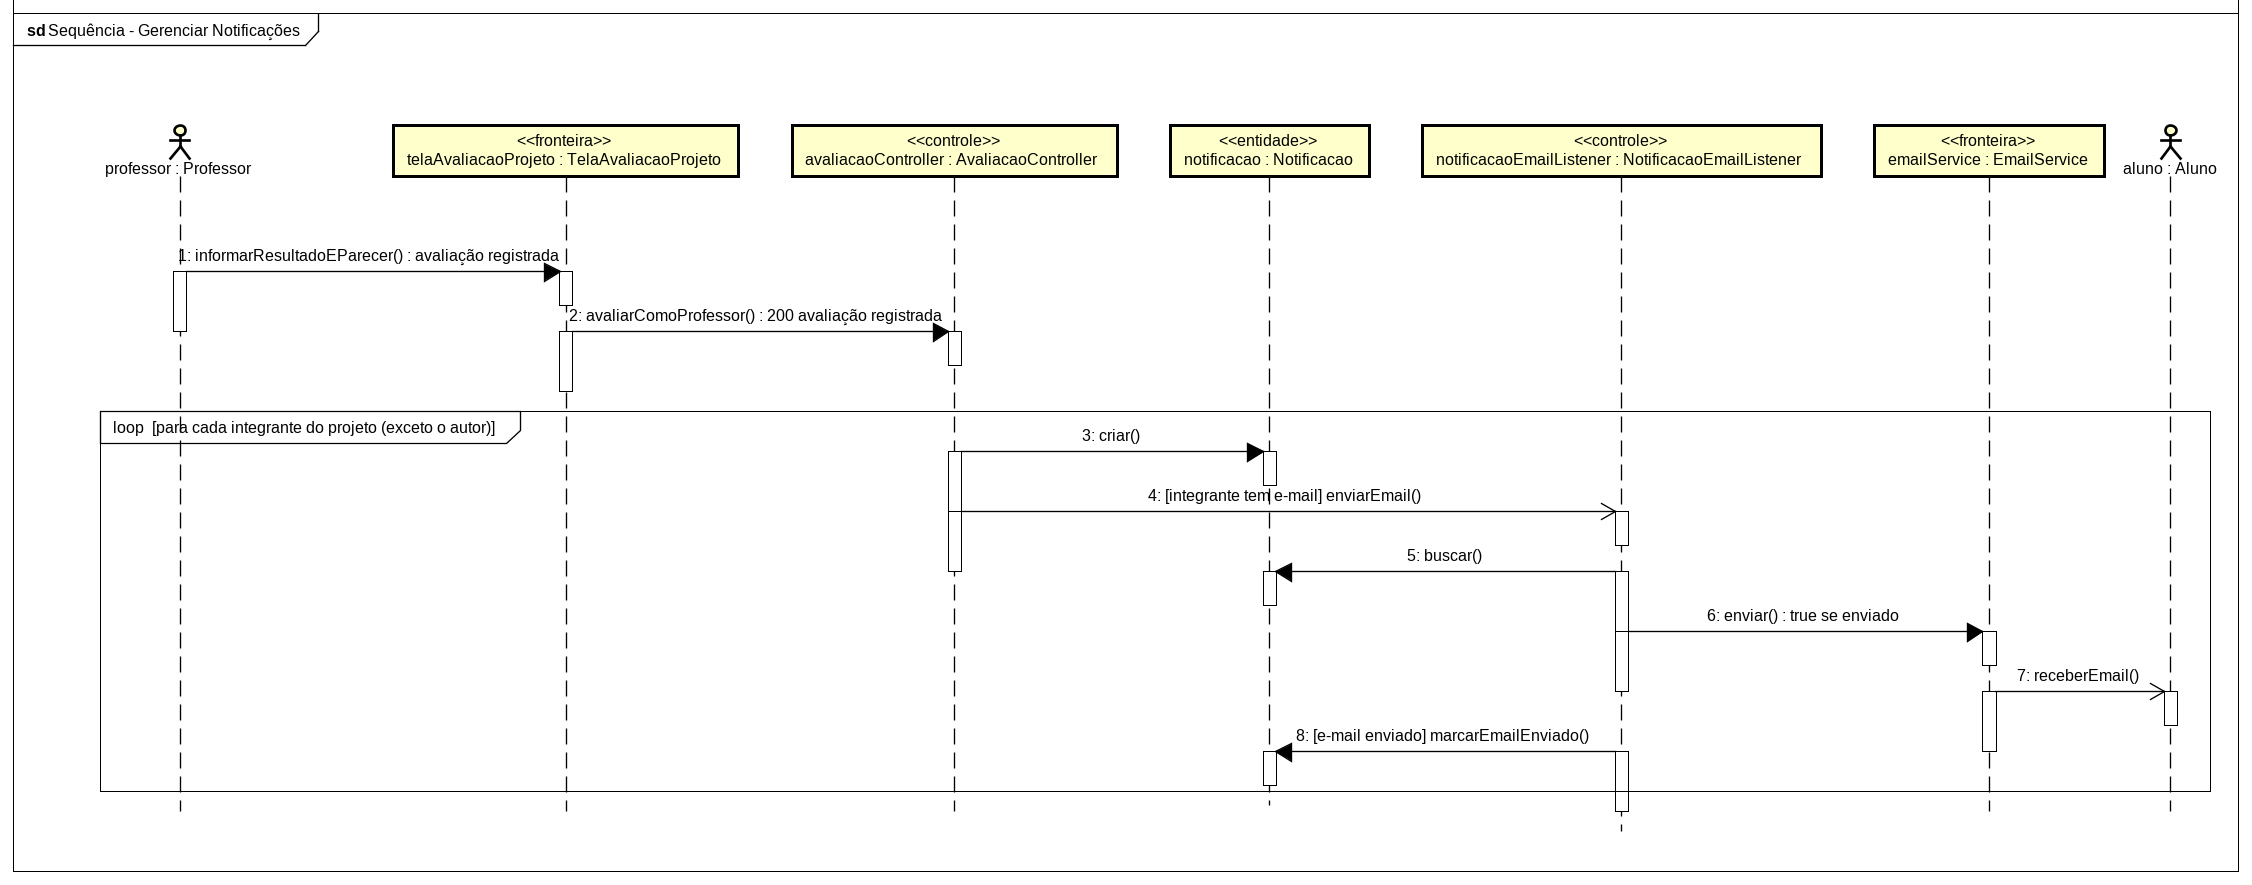 sd Sequência - Gerenciar Notificações
professor : Professor
<<fronteira>>
telaAvaliacaoProjeto : TelaAvaliacaoProjeto
<<controle>>
avaliacaoController : AvaliacaoController
<<entidade>>
notificacao : Notificacao
<<controle>>
notificacaoEmailListener : NotificacaoEmailListener
<<fronteira>>
emailService : EmailService
aluno : Aluno
1: informarResultadoEParecer() : avaliação registrada
2: avaliarComoProfessor() : 200 avaliação registrada
loop [para cada integrante do projeto (exceto o autor)]
3: criar()
4: [integrante tem e-mail] enviarEmail()
5: buscar()
6: enviar() : true se enviado
7: receberEmail()
8: [e-mail enviado] marcarEmailEnviado()